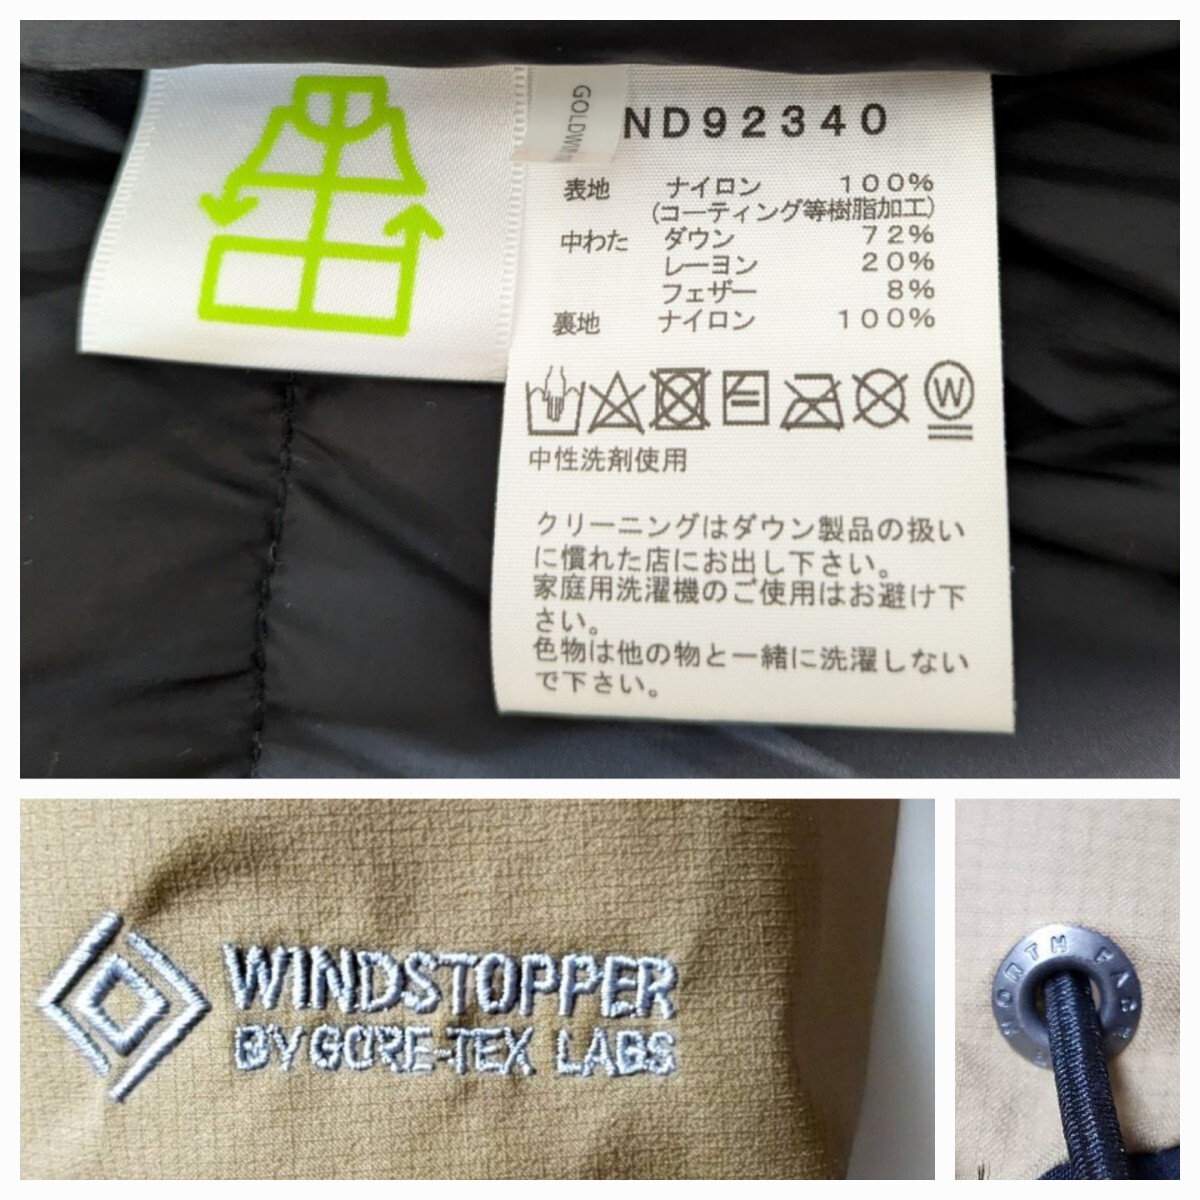 GOLDWIN
ND92340
表地 ナイロン 100%
(コーティング等樹脂加工)
中わた ダウン 72%
レーヨン 20%
フェザー 8%
裏地 ナイロン 100%
W
中性洗剤使用
クリーニングはダウン製品の扱い
に慣れた店にお出し下さい。
家庭用洗濯機のご使用はお避け下
さい。
色物は他の物と一緒に洗濯しない
で下さい。
WINDSTOPPER
BY GORE-TEX LABS
NORTH FACE